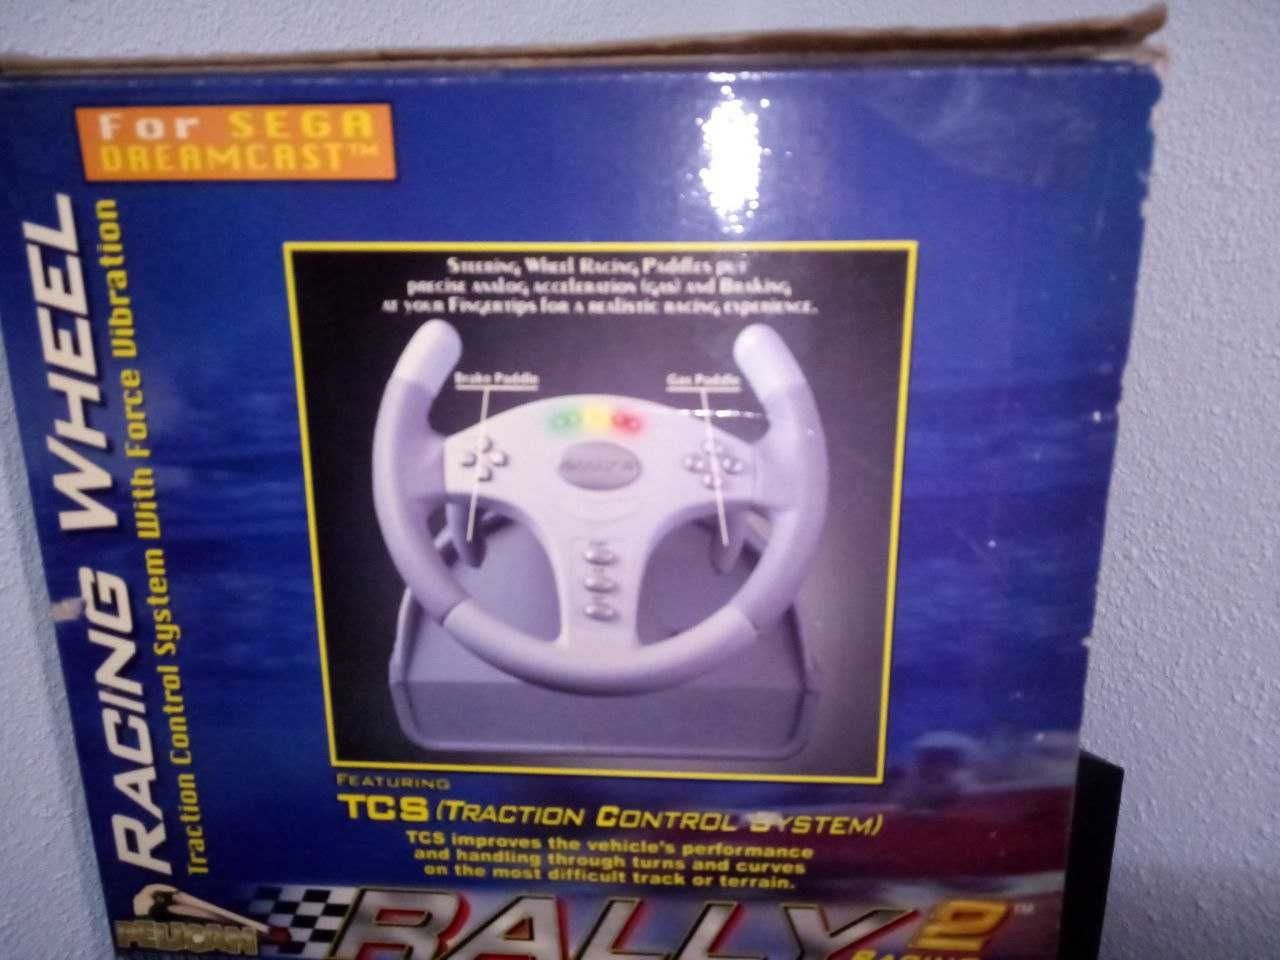 For SEGA
DREAMCAST™
RACING WHEEL
Traction Control System With Force Vibration
Steering Wheel Racing Paddles put
precise analog acceleration (gas) and Braking
at your Fingertips for a realistic racing experience.
Brake Paddle
Gas Paddle
FEATURING
TCS (TRACTION CONTROL SYSTEM)
TCS improves the vehicle's performance
and handling through turns and curves
on the most difficult track or terrain.
PELICAN
RALLY 2™
RACING